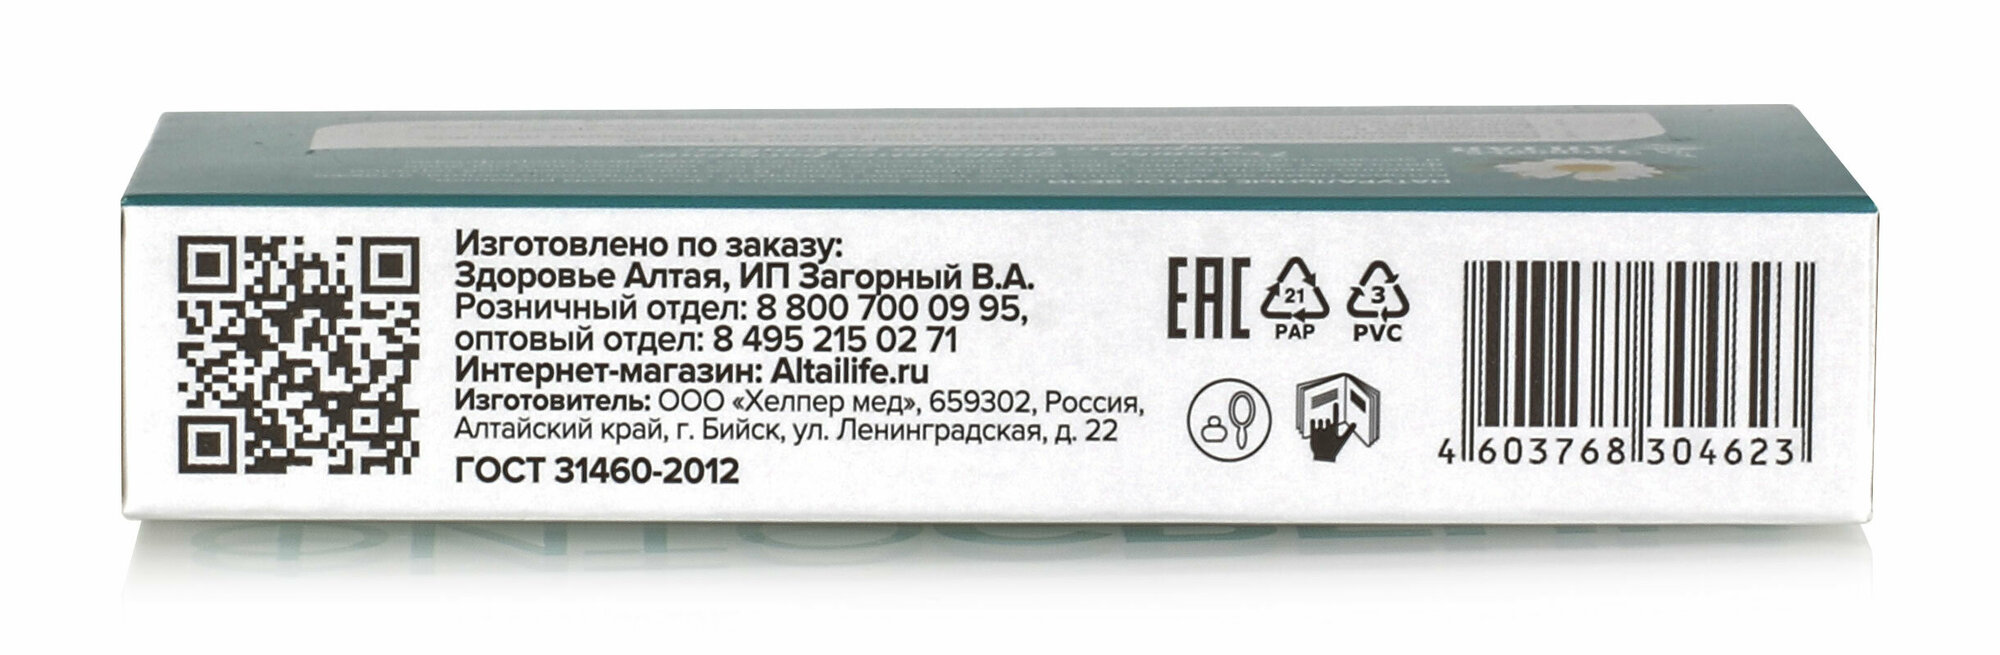 Изготовлено по заказу:
Здоровье Алтая, ИП Загорный В.А.
Розничный отдел: 8 800 700 09 95,
оптовый отдел: 8 495 215 02 71
Интернет-магазин: Altailife.ru
Изготовитель: ООО «Хелпер мед», 659302, Россия,
Алтайский край, г. Бийск, ул. Ленинградская, д. 22
ГОСТ 31460-2012
EAC
21
PAP
3
PVC
4 603768 304623